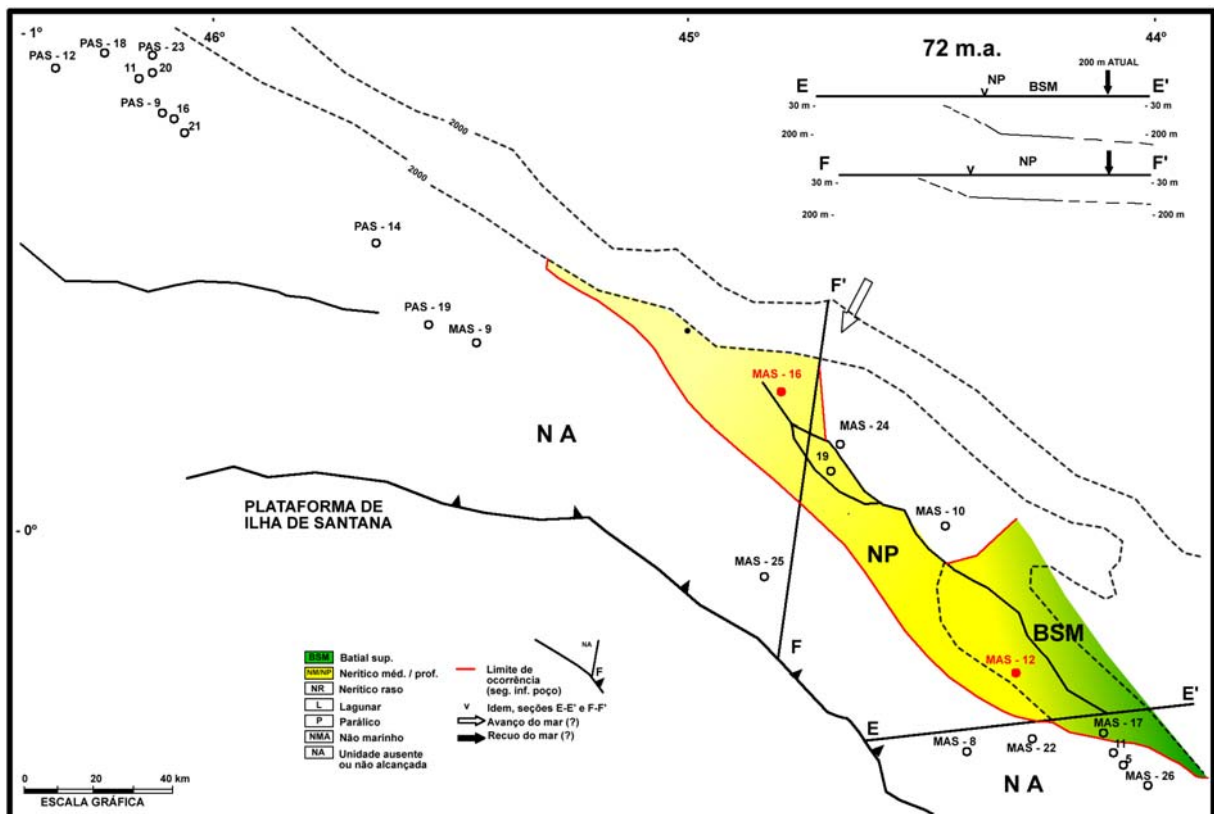 - 1º
46
45
44
PAS - 12
PAS - 18
PAS - 23
11
20
PAS - 9
16
21
72 m.a.
200 m ATUAL
E
NP
BSM
E'
30 m -
- 30 m
200 m -
- 200 m
F
NP
F'
30 m -
- 30 m
200 m -
- 200 m
2000
2000
PAS - 14
PAS - 19
MAS - 9
F'
MAS - 16
MAS - 24
19
N A
PLATAFORMA DE
ILHA DE SANTANA
- 0º
MAS - 10
NP
MAS - 25
BSM
MAS - 12
F
E
E'
MAS - 17
MAS - 8
MAS - 22
11
5
MAS - 26
N A
NA
F
BSM Batial sup.
NM/NP Nerítico méd. / prof.
NR Nerítico raso
L Lagunar
P Parálico
NMA Não marinho
NA Unidade ausente
ou não alcançada
Limite de
ocorrência
(seg. inf. poço)
v Idem, seções E-E' e F-F'
Avanço do mar (?)
Recuo do mar (?)
0 20 40 km
ESCALA GRÁFICA